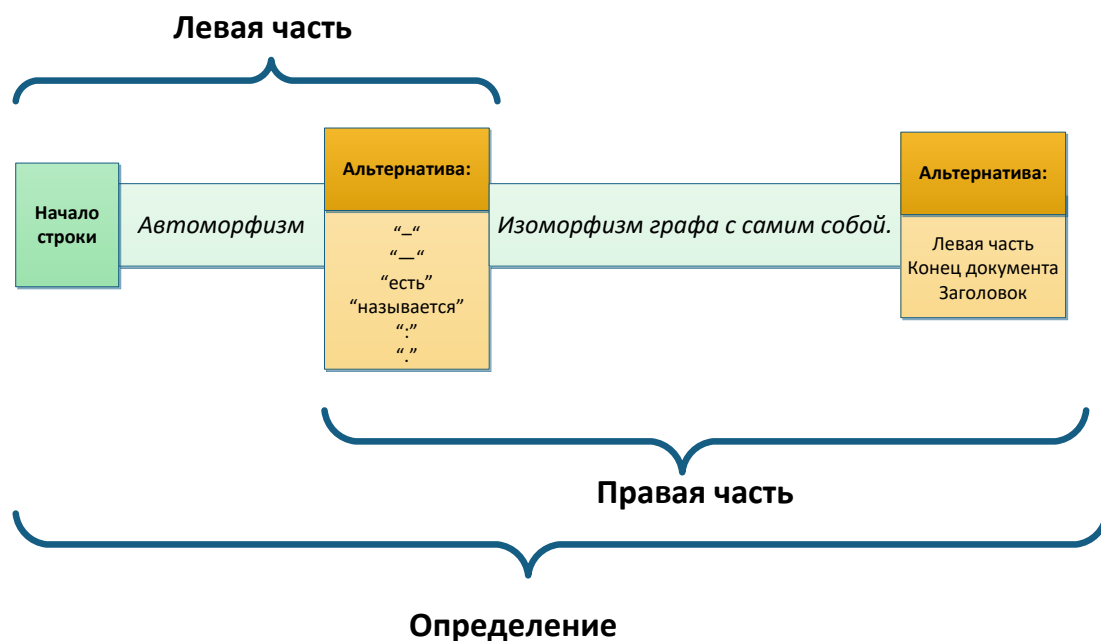 Левая часть
Начало
строки
Автоморфизм
Альтернатива:
“–“
“—“
“есть”
“называется”
“:”
“.”
Изоморфизм графа с самим собой.
Альтернатива:
Левая часть
Конец документа
Заголовок
Правая часть
Определение